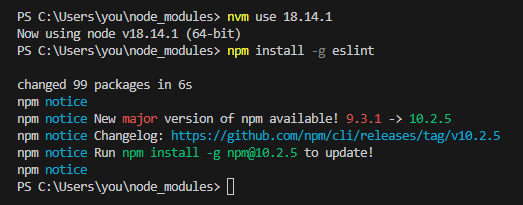 PS C:\Users\you\node_modules> nvm use 18.14.1
Now using node v18.14.1 (64-bit)
PS C:\Users\you\node_modules> npm install -g eslint
changed 99 packages in 6s
npm notice
npm notice New major version of npm available! 9.3.1 -> 10.2.5
npm notice Changelog: https://github.com/npm/cli/releases/tag/v10.2.5
npm notice Run npm install -g npm@10.2.5 to update!
npm notice
PS C:\Users\you\node_modules>